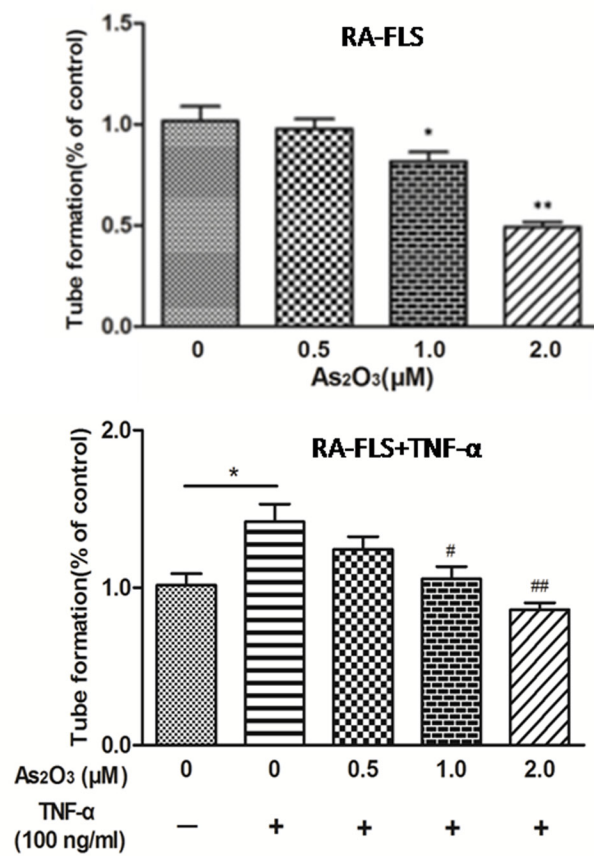 RA-FLS
Tube formation(% of control)
1.5
1.0
0.5
0.0
*
**
0 0.5 1.0 2.0
As₂O₃(μM)
RA-FLS+TNF-α
Tube formation(% of control)
2.0
1.0
0.0
*
#
##
As₂O₃ (μM) 0 0 0.5 1.0 2.0
TNF-α
(100 ng/ml) — + + + +